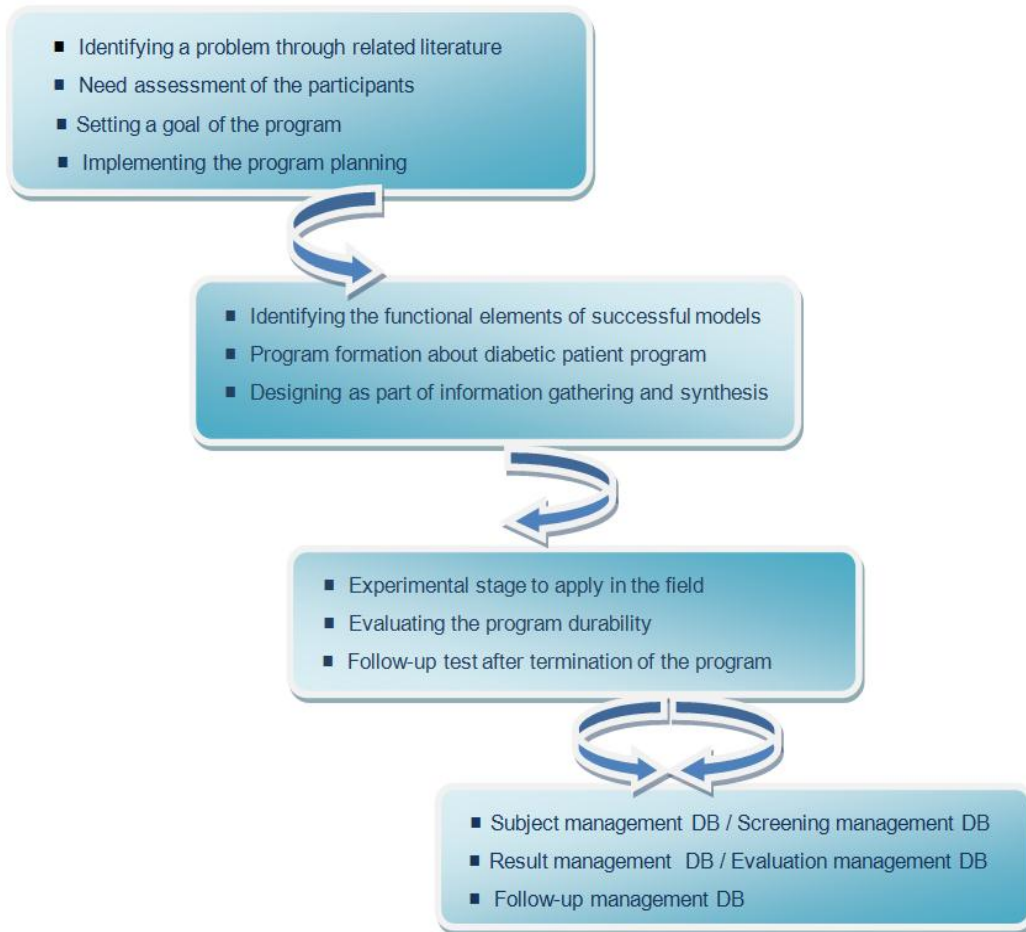 ▪ Identifying a problem through related literature
▪ Need assessment of the participants
▪ Setting a goal of the program
▪ Implementing the program planning
▪ Identifying the functional elements of successful models
▪ Program formation about diabetic patient program
▪ Designing as part of information gathering and synthesis
▪ Experimental stage to apply in the field
▪ Evaluating the program durability
▪ Follow-up test after termination of the program
▪ Subject management DB / Screening management DB
▪ Result management DB / Evaluation management DB
▪ Follow-up management DB